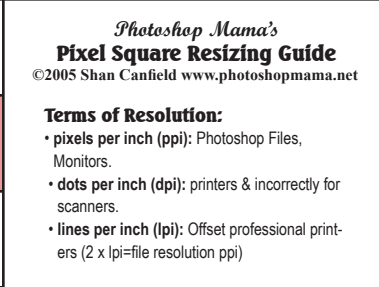 Photoshop Mama's
Pixel Square Resizing Guide
©2005 Shan Canfield www.photoshopmama.net
Terms of Resolution:
• pixels per inch (ppi): Photoshop Files,
Monitors.
• dots per inch (dpi): printers & incorrectly for
scanners.
• lines per inch (lpi): Offset professional print-
ers (2 x lpi=file resolution ppi)